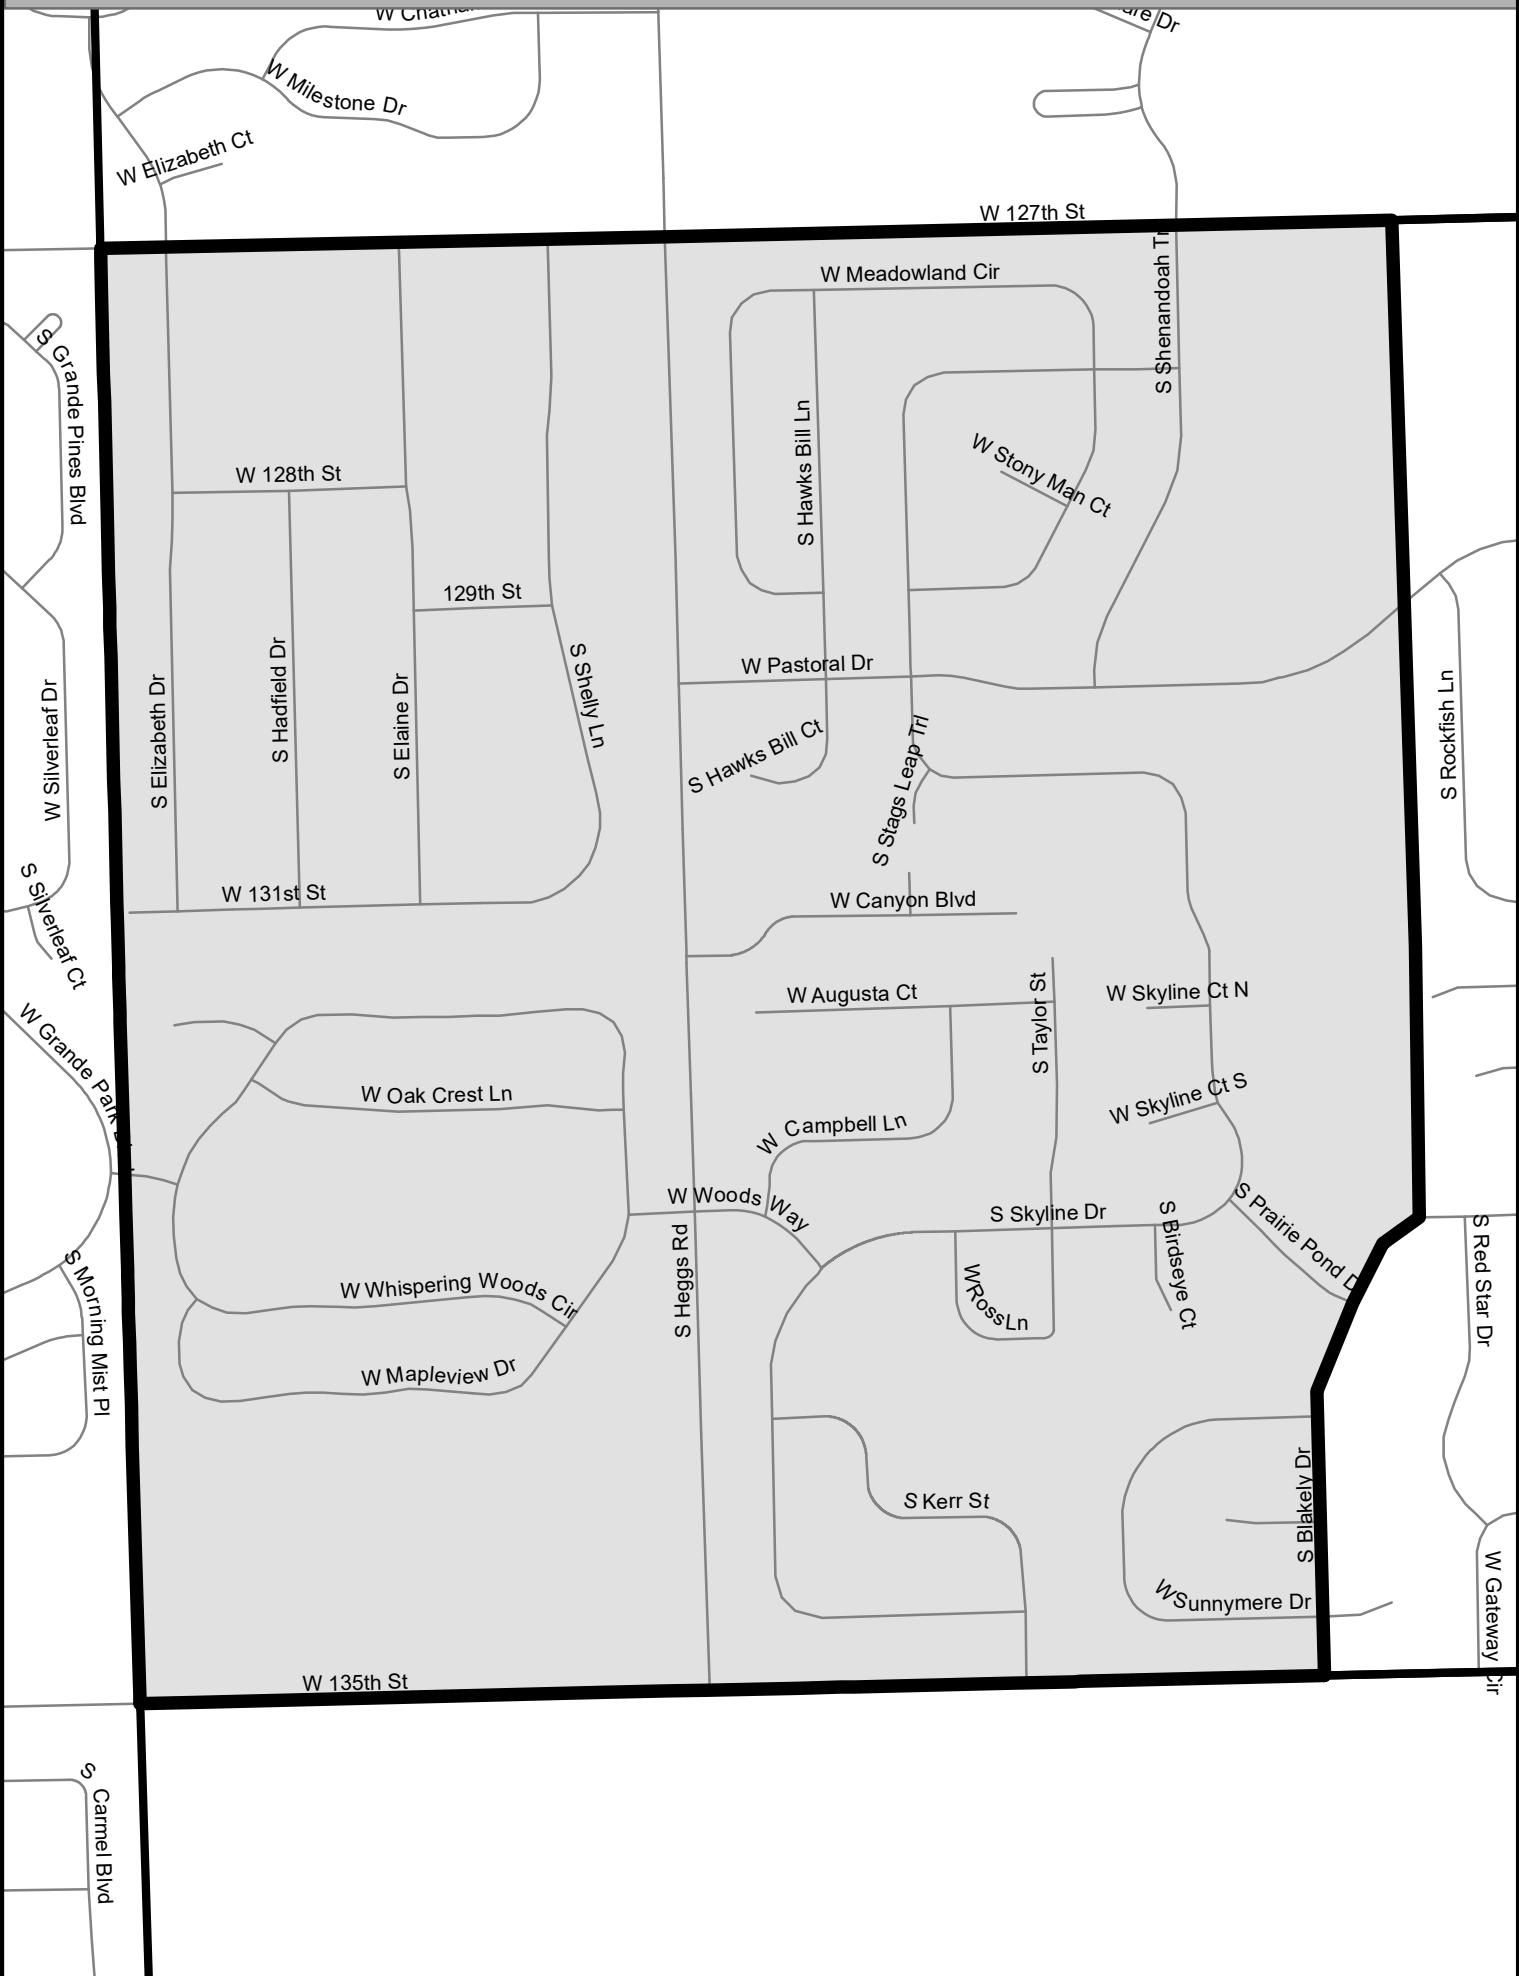 W Milestone Dr
W Elizabeth Ct
W 127th St
S Shenandoah
W Meadowland Cir
S Grande Pines Blvd
S Hawks Bill Ln
W Stony Man Ct
W 128th St
129th St
S Elizabeth Dr
S Hadfield Dr
S Elaine Dr
S Shelly Ln
W Pastoral Dr
W Silverleaf Dr
S Rockfish Ln
S Hawks Bill Ct
S Stags Leap Trl
S Silverleaf Ct
W 131st St
W Canyon Blvd
W Augusta Ct
S Taylor St
W Skyline Ct N
W Grande Park
W Oak Crest Ln
W Campbell Ln
W Skyline Ct S
W Woods Way
S Skyline Dr
S Birdseye Ct
S Prairie Pond
S Red Star Dr
S Heggs Rd
S Morning Mist Pl
W Whispering Woods Cir
W Ross Ln
W Mapleview Dr
S Kerr St
S Blakely Dr
W Sunnymere Dr
W Gateway Cir
W 135th St
S Carmel Blvd